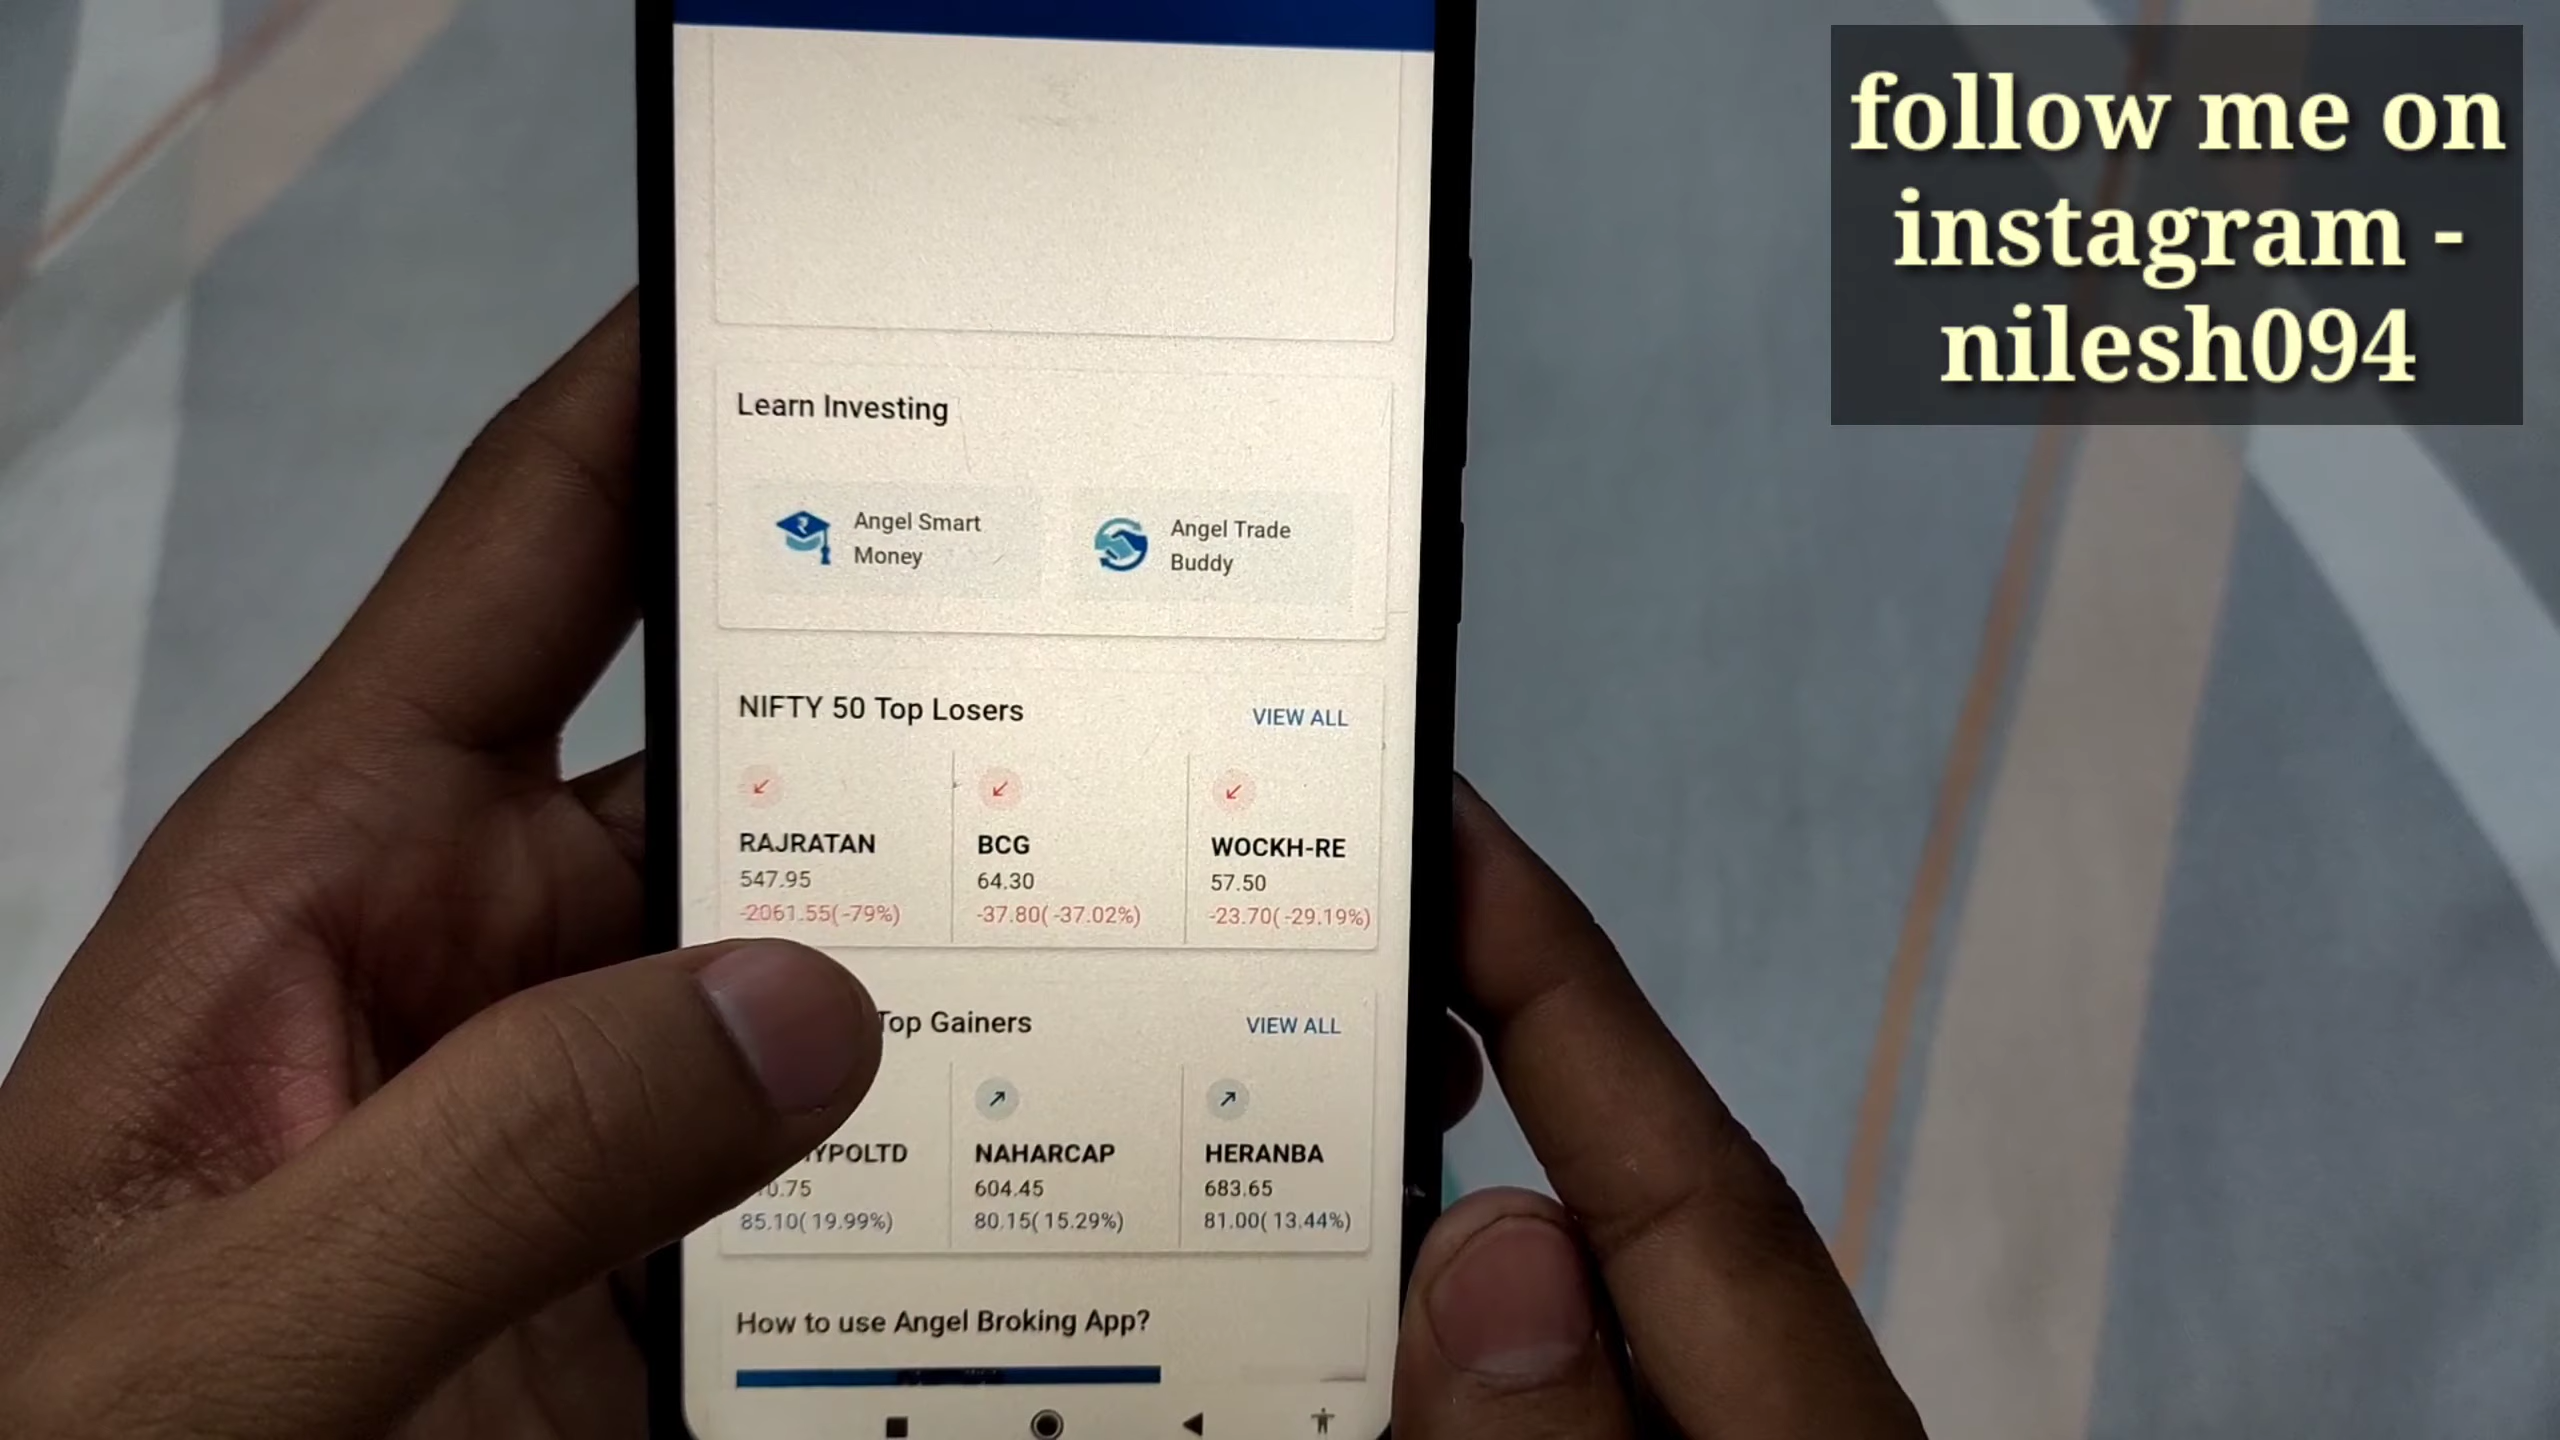 follow me on
instagram -
nilesh094
Learn Investing
Angel Smart
Money
Angel Trade
Buddy
NIFTY 50 Top Losers
VIEW ALL
RAJRATAN
547.95
-2061.55( -79%)
BCG
64.30
-37.80( -37.02%)
WOCKH-RE
57.50
-23.70( -29.19%)
Top Gainers
VIEW ALL
85.10( 19.99%)
NAHARCAP
604.45
80.15( 15.29%)
HERANBA
683.65
81.00( 13.44%)
How to use Angel Broking App?